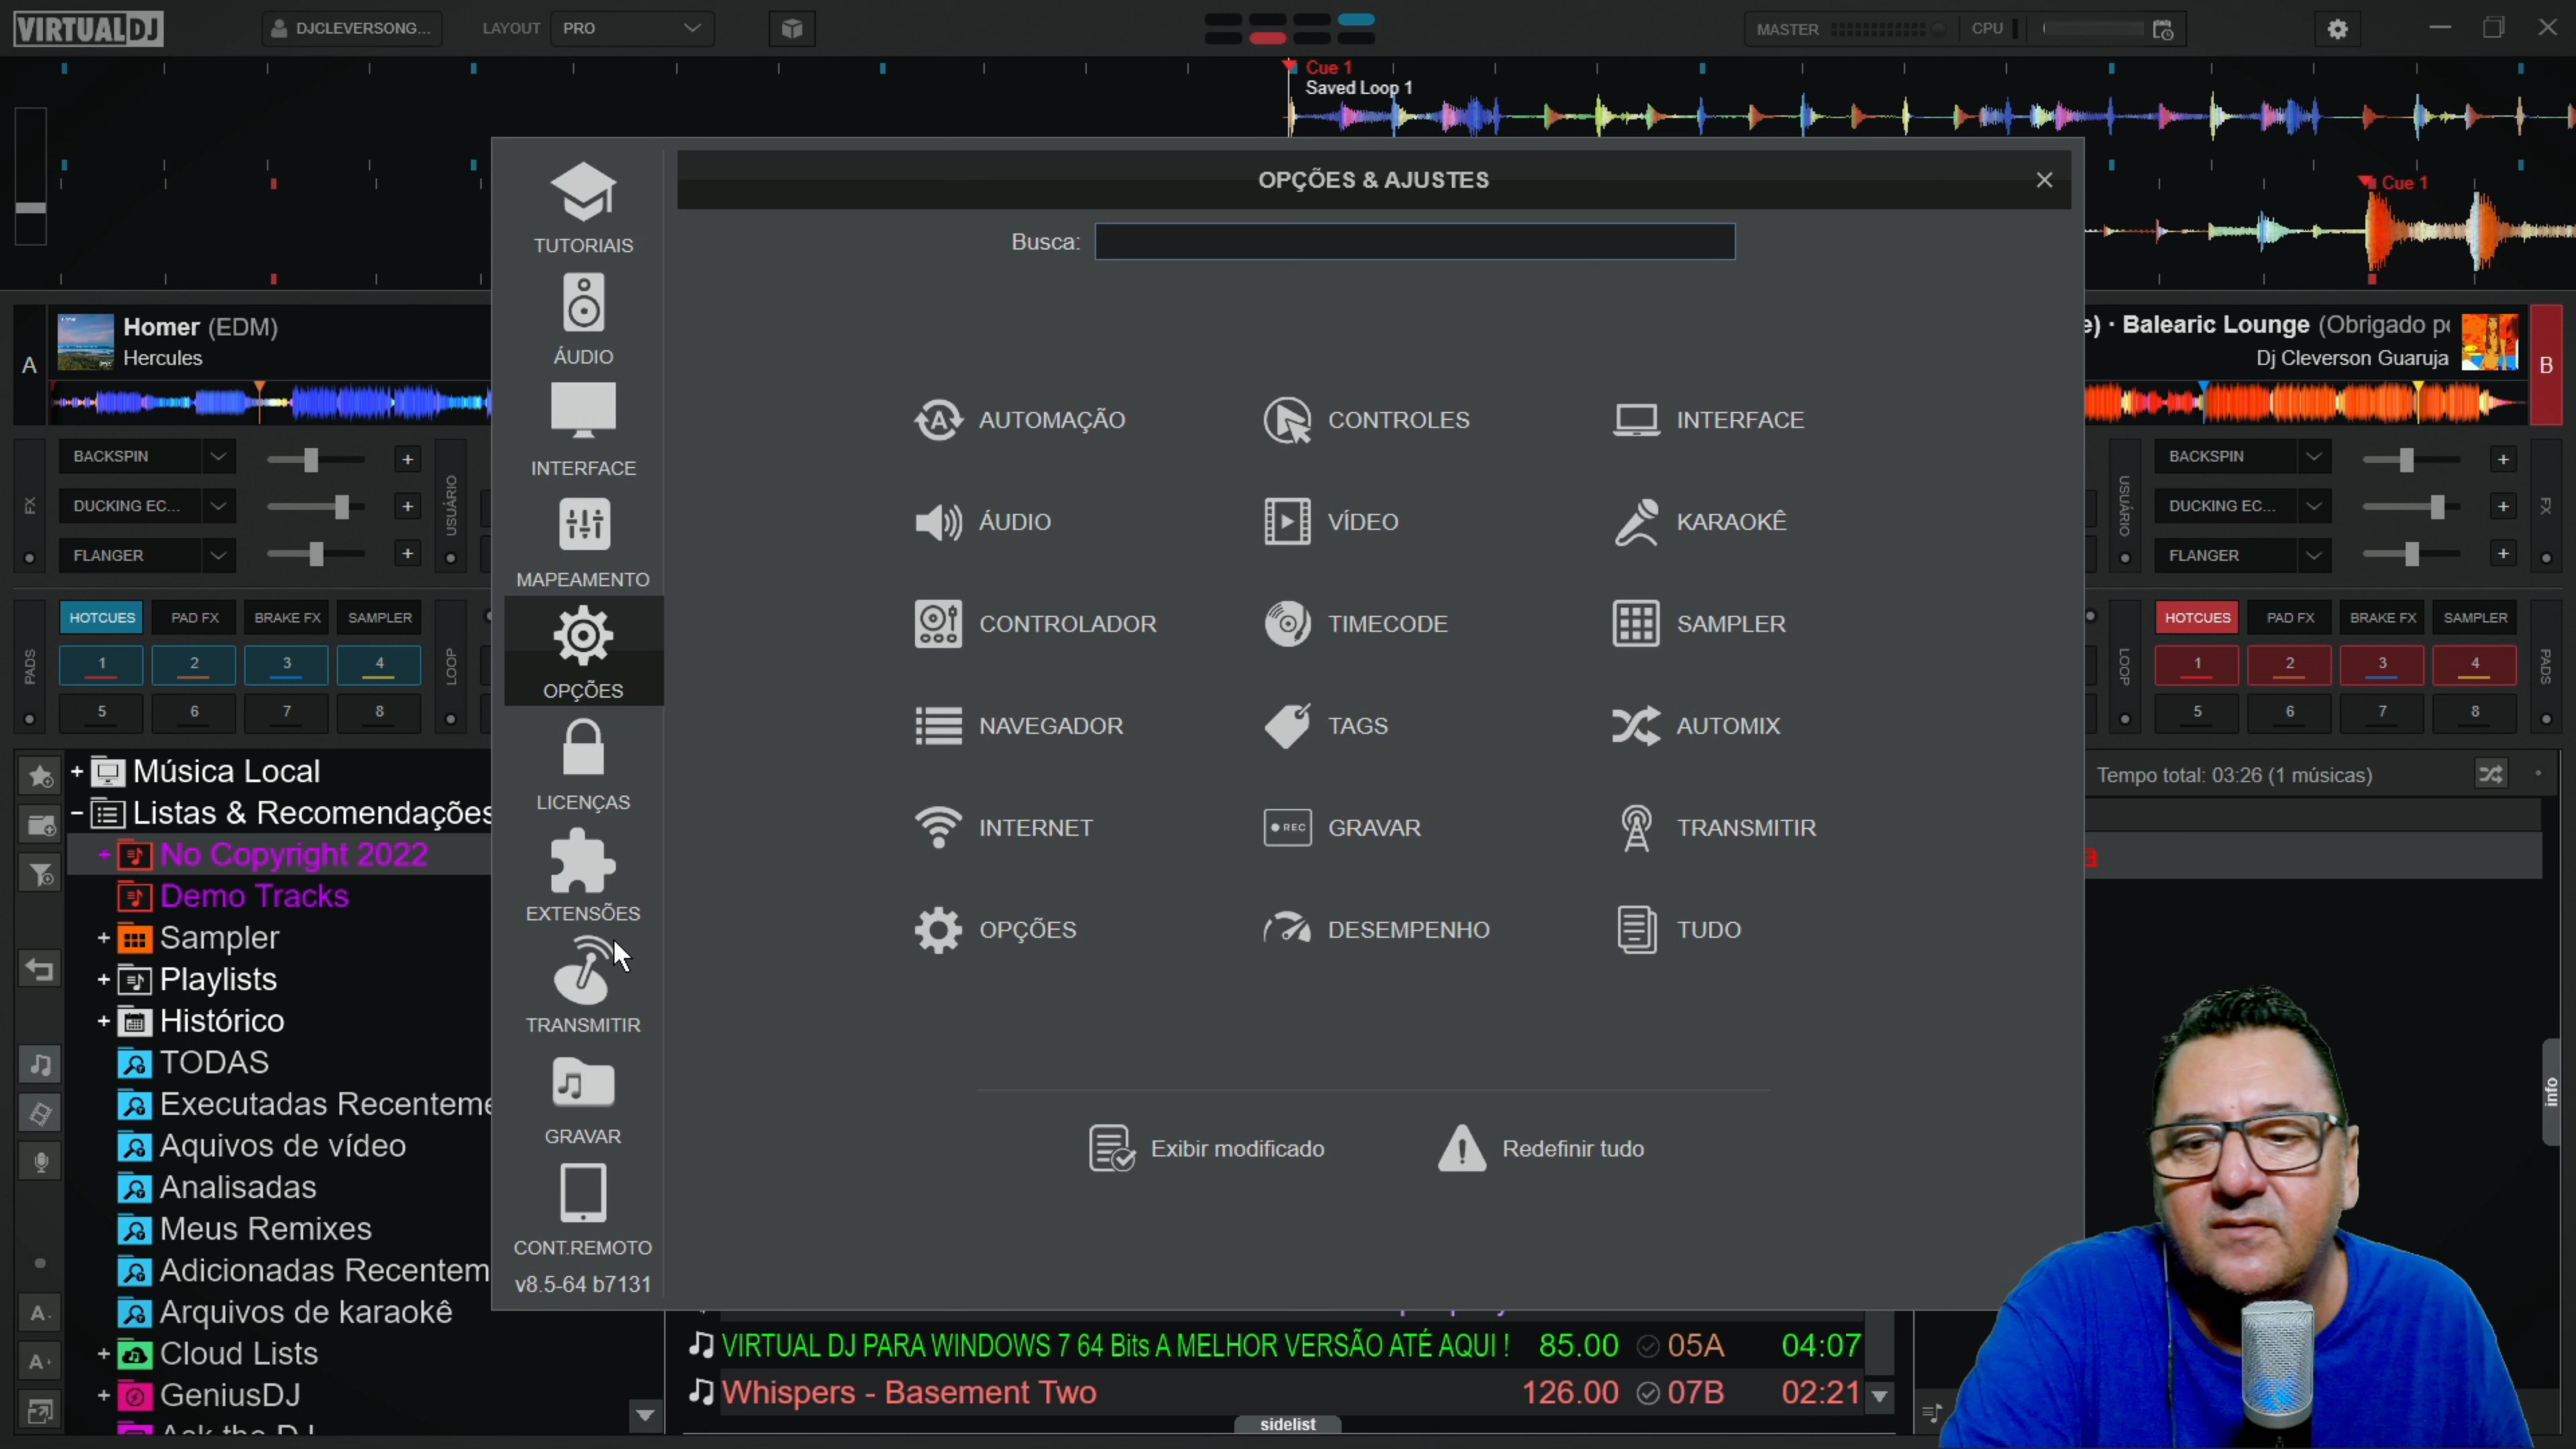 VIRTUAL DJ
DJCLEVERSONG...
LAYOUT PRO
MASTER
CPU
Cue 1
Saved Loop 1
Cue 1
OPÇÕES & AJUSTES
Busca:
TUTORIAIS
ÁUDIO
INTERFACE
MAPEAMENTO
OPÇÕES
LICENÇAS
EXTENSÕES
TRANSMITIR
GRAVAR
CONT.REMOTO
v8.5-64 b7131
AUTOMAÇÃO CONTROLES INTERFACE
ÁUDIO VÍDEO KARAOKÊ
CONTROLADOR TIMECODE SAMPLER
NAVEGADOR TAGS AUTOMIX
INTERNET REC GRAVAR TRANSMITIR
OPÇÕES DESEMPENHO TUDO
Exibir modificado Redefinir tudo
A
Homer (EDM)
Hercules
FX
BACKSPIN
DUCKING EC...
FLANGER
USUÁRIO
PADS
HOTCUES PAD FX BRAKE FX SAMPLER
1 2 3 4
5 6 7 8
LOOP
e) · Balearic Lounge (Obrigado
Dj Cleverson Guaruja
B
USUÁRIO
BACKSPIN
DUCKING EC...
FLANGER
FX
LOOP
HOTCUES PAD FX BRAKE FX SAMPLER
1 2 3 4
5 6 7 8
PADS
Música Local
Listas & Recomendações
No Copyright 2022
Demo Tracks
Sampler
Playlists
Histórico
TODAS
Executadas Recenteme
Aquivos de vídeo
Analisadas
Meus Remixes
Adicionadas Recentem
Arquivos de karaokê
Cloud Lists
GeniusDJ
A-
A+
Tempo total: 03:26 (1 músicas)
info
VIRTUAL DJ PARA WINDOWS 7 64 Bits A MELHOR VERSÃO ATÉ AQUI ! 85.00 05A 04:07
Whispers - Basement Two 126.00 07B 02:21
sidelist